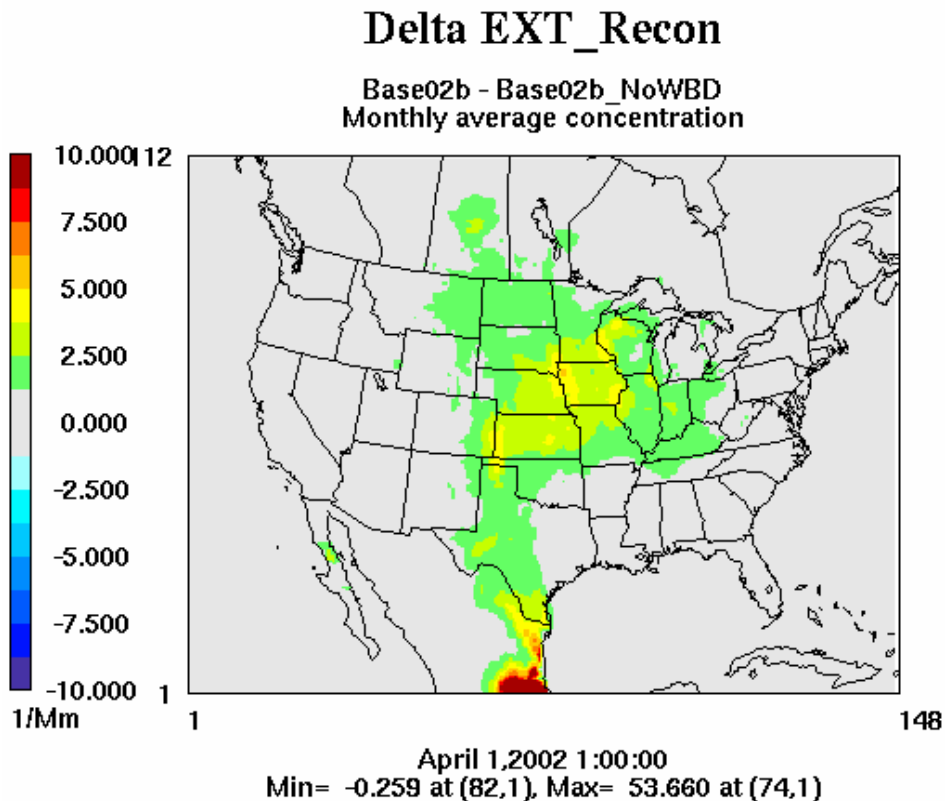 Delta EXT_Recon
Base02b - Base02b_NoWBD
Monthly average concentration
10.000
112
7.500
5.000
2.500
0.000
-2.500
-5.000
-7.500
-10.000
1
1/Mm
1
148
April 1,2002 1:00:00
Min= -0.259 at (82,1), Max= 53.660 at (74,1)